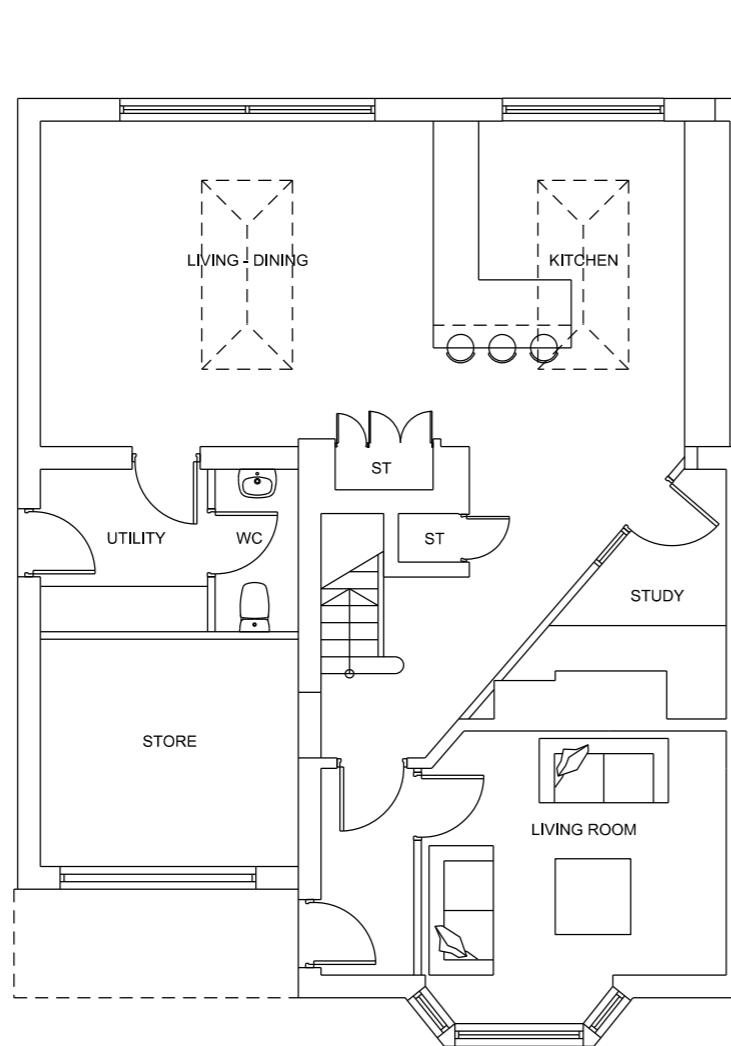 LIVING - DINING
KITCHEN
ST
ST
UTILITY
WC
STUDY
STORE
LIVING ROOM